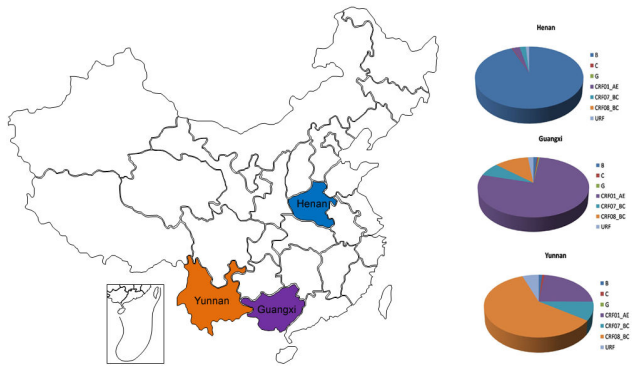 Henan
Yunnan
Guangxi
Henan
B
C
G
CRF01_AE
CRF07_BC
CRF08_BC
URF
Guangxi
B
C
G
CRF01_AE
CRF07_BC
CRF08_BC
URF
Yunnan
B
C
G
CRF01_AE
CRF07_BC
CRF08_BC
URF